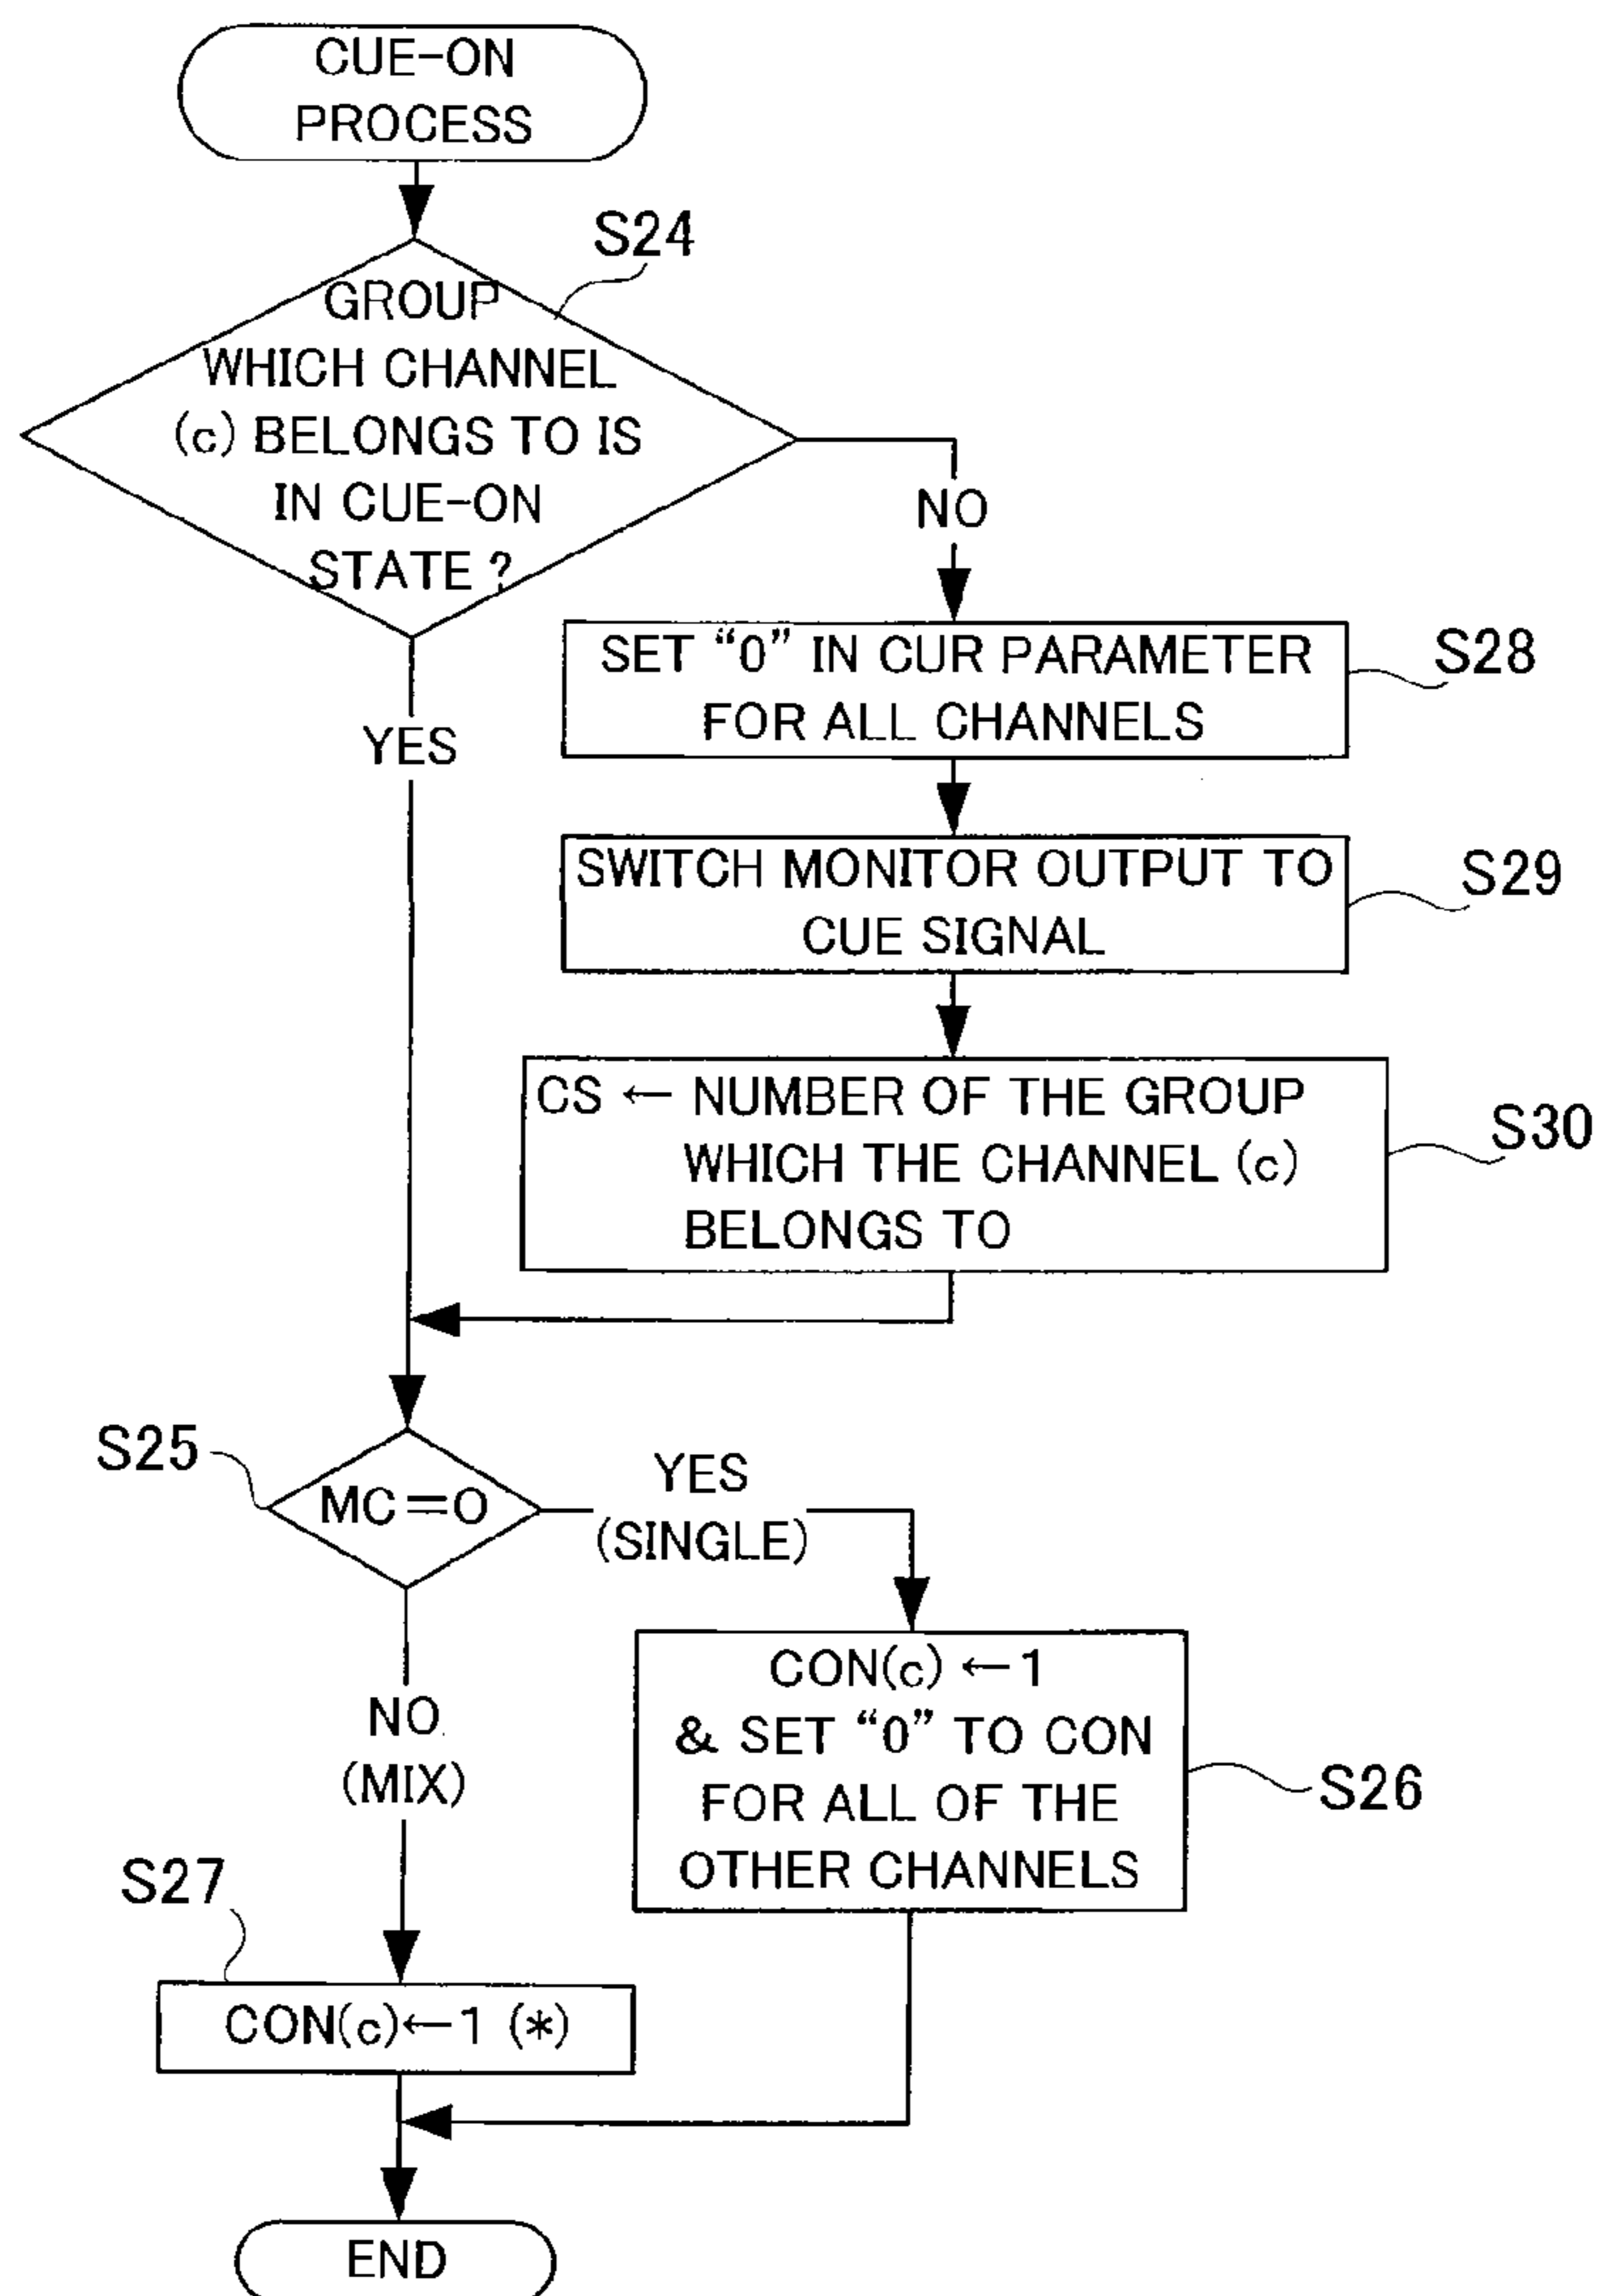 CUE-ON
PROCESS
S24
GROUP
WHICH CHANNEL
(c) BELONGS TO IS
IN CUE-ON
STATE ?
NO
YES
SET “0” IN CUR PARAMETER
FOR ALL CHANNELS
S28
SWITCH MONITOR OUTPUT TO
CUE SIGNAL
S29
CS ← NUMBER OF THE GROUP
WHICH THE CHANNEL (c)
BELONGS TO
S30
S25
MC=O
YES
(SINGLE)
NO
(MIX)
CON(c) ←1
& SET “0” TO CON
FOR ALL OF THE
OTHER CHANNELS
S26
S27
CON(c)←1 (*)
END